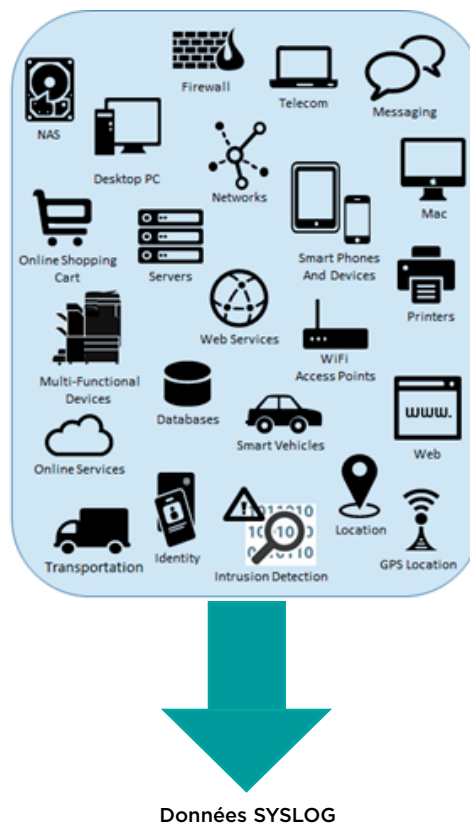 Firewall
Telecom
Messaging
NAS
Desktop PC
Networks
Mac
Online Shopping
Cart
Servers
Smart Phones
And Devices
Printers
Web Services
WiFi
Access Points
Multi-Functional
Devices
Databases
Smart Vehicles
www.
Web
Online Services
Transportation
Identity
1011010
Intrusion Detection
Location
GPS Location
Données SYSLOG